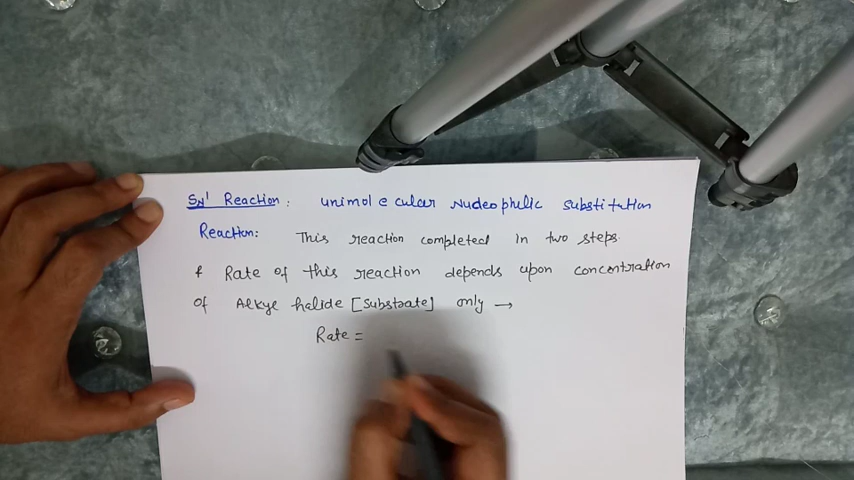 SN1 Reaction: unimolecular Nucleophilic substitution
Reaction: This reaction completed in two steps.
& Rate of this reaction depends upon concentration
of Alkyl halide [substrate] only →
Rate =